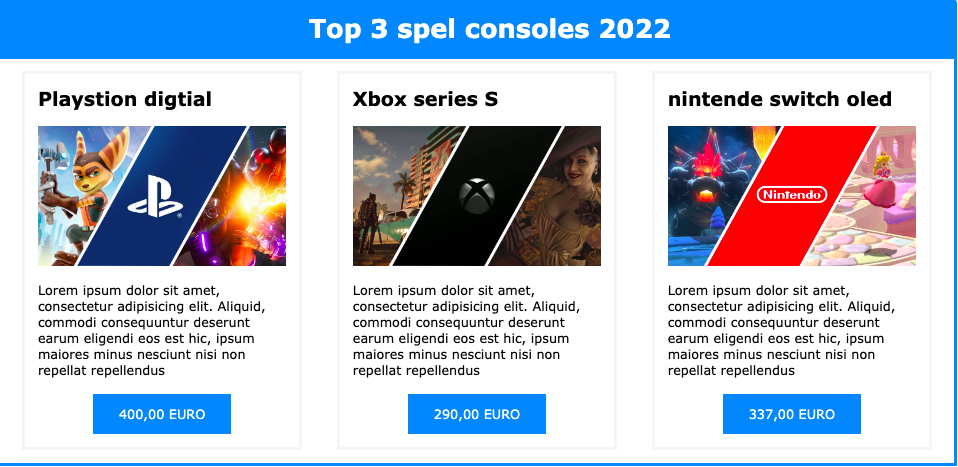 Top 3 spel consoles 2022
Playstion digtial
Lorem ipsum dolor sit amet,
consectetur adipisicing elit. Aliquid,
commodi consequuntur deserunt
earum eligendi eos est hic, ipsum
maiores minus nesciunt nisi non
repellat repellendus
400,00 EURO
Xbox series S
Lorem ipsum dolor sit amet,
consectetur adipisicing elit. Aliquid,
commodi consequuntur deserunt
earum eligendi eos est hic, ipsum
maiores minus nesciunt nisi non
repellat repellendus
290,00 EURO
nintende switch oled
Nintendo
Lorem ipsum dolor sit amet,
consectetur adipisicing elit. Aliquid,
commodi consequuntur deserunt
earum eligendi eos est hic, ipsum
maiores minus nesciunt nisi non
repellat repellendus
337,00 EURO